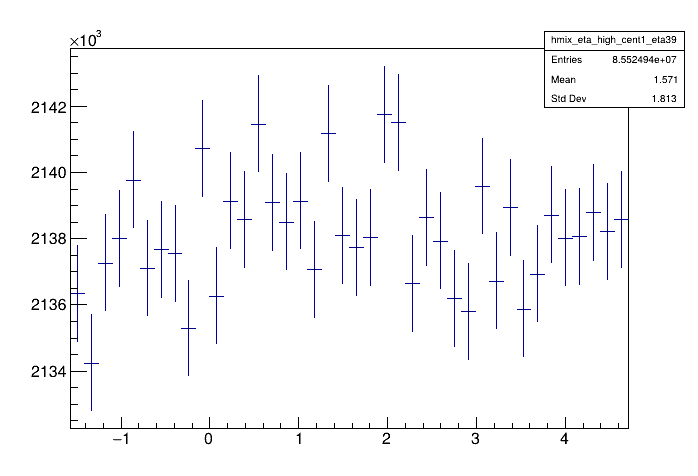 ×10³
hmix_eta_high_cent1_eta39
Entries 8.552494e+07
Mean 1.571
Std Dev 1.813
2142
2140
2138
2136
2134
−1 0 1 2 3 4